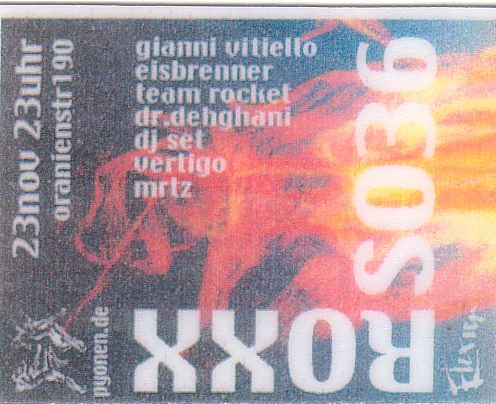 23nov 23uhr
oranienstr190
gianni vitiello
eisbrenner
team rocket
dr.dehghani
dj set
vertigo
mrtz
SO36
ROXX
pyonen.de